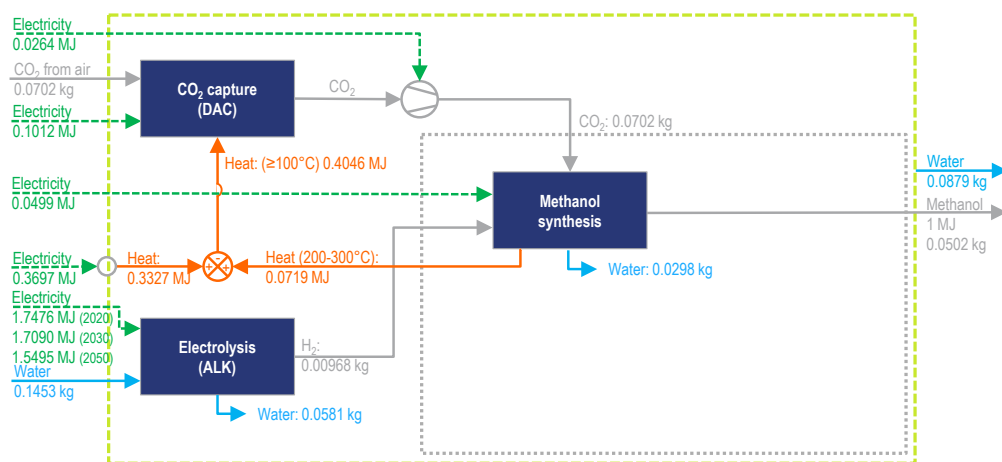 Electricity
0.0264 MJ
CO₂ from air
0.0702 kg
CO₂ capture
(DAC)
CO₂
Electricity
0.1012 MJ
CO₂: 0.0702 kg
Heat: (≥100°C) 0.4046 MJ
Water
0.0879 kg
Electricity
0.0499 MJ
Methanol
synthesis
Methanol
1 MJ
0.0502 kg
Electricity
0.3697 MJ
Heat:
0.3327 MJ
+
-
+
Heat (200-300°C):
0.0719 MJ
Water: 0.0298 kg
Electricity
1.7476 MJ (2020)
1.7090 MJ (2030)
1.5495 MJ (2050)
Electrolysis
(ALK)
H₂:
0.00968 kg
Water
0.1453 kg
Water: 0.0581 kg